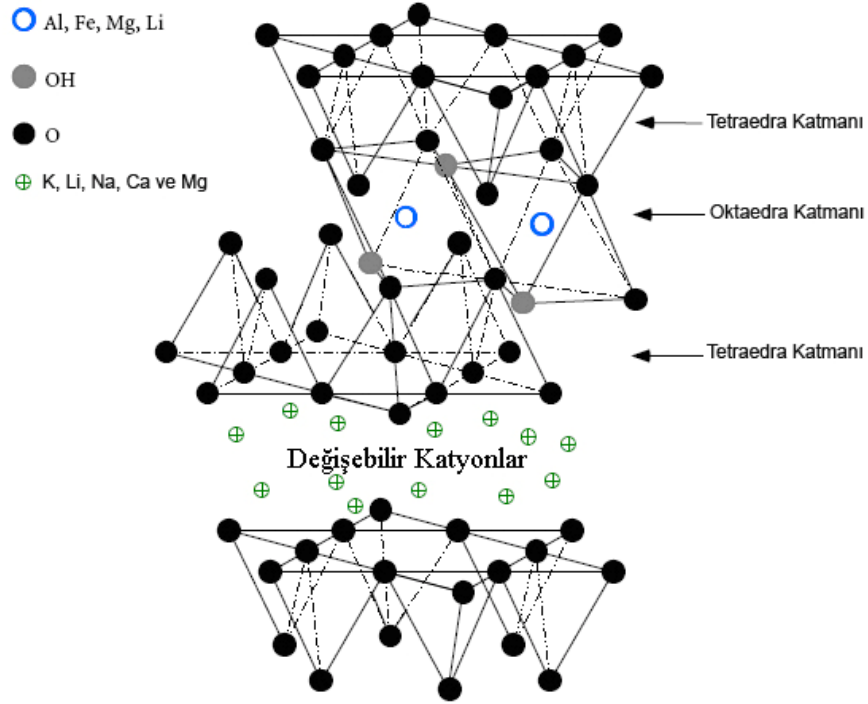 Al, Fe, Mg, Li
OH
O
K, Li, Na, Ca ve Mg
Tetraedra Katmanı
Oktaedra Katmanı
Tetraedra Katmanı
Değişebilir Katyonlar